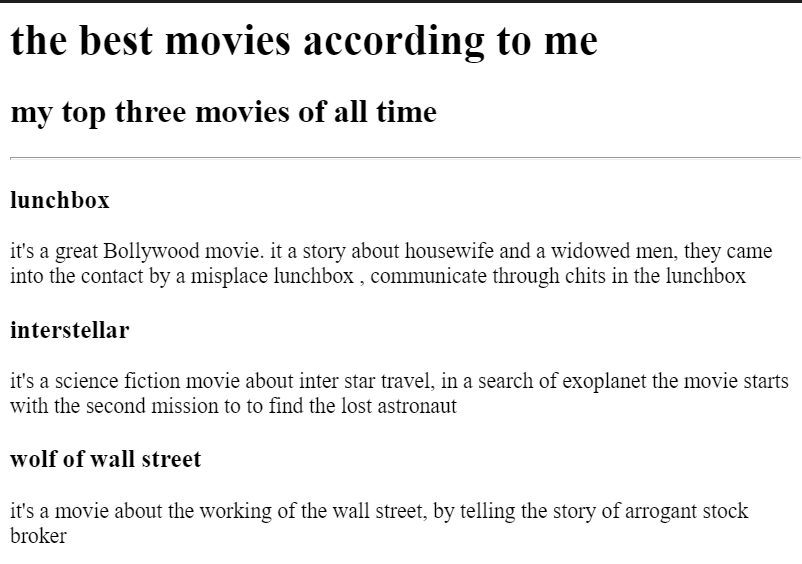 the best movies according to me
my top three movies of all time
lunchbox
it's a great Bollywood movie. it a story about housewife and a widowed men, they came
into the contact by a misplace lunchbox , communicate through chits in the lunchbox
interstellar
it's a science fiction movie about inter star travel, in a search of exoplanet the movie starts
with the second mission to to find the lost astronaut
wolf of wall street
it's a movie about the working of the wall street, by telling the story of arrogant stock
broker